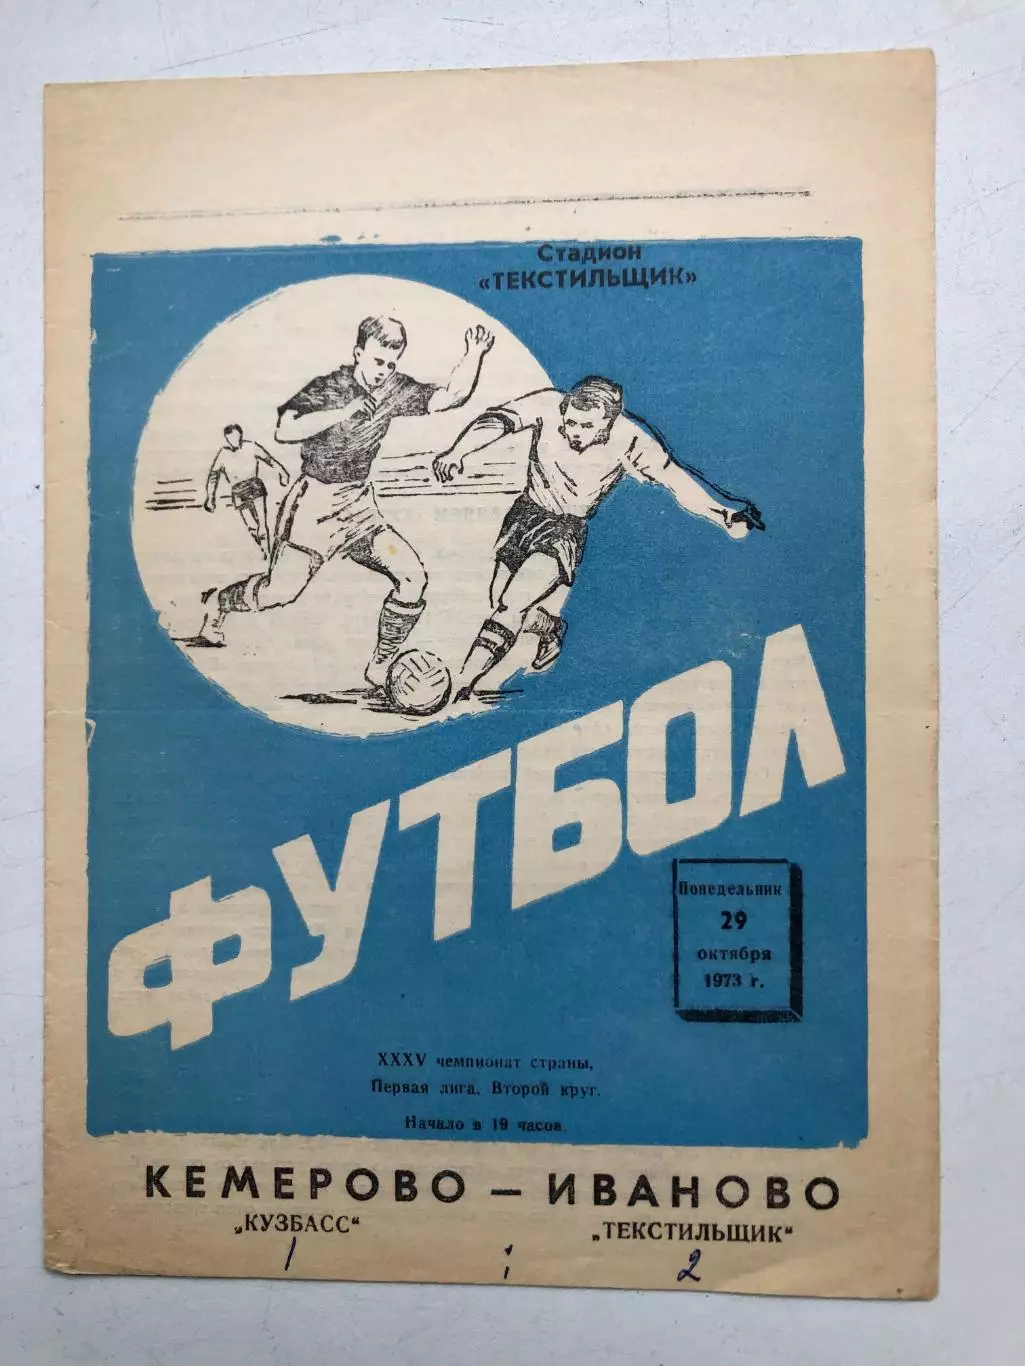 Стадион
«ТЕКСТИЛЬЩИК»
ФУТБОЛ
Понедельник
29
октября
1973 г.
XXXV чемпионат страны,
Первая лига. Второй круг.
Начало в 19 часов.
КЕМЕРОВО — ИВАНОВО
„КУЗБАСС“ „ТЕКСТИЛЬЩИК“
1 : 2